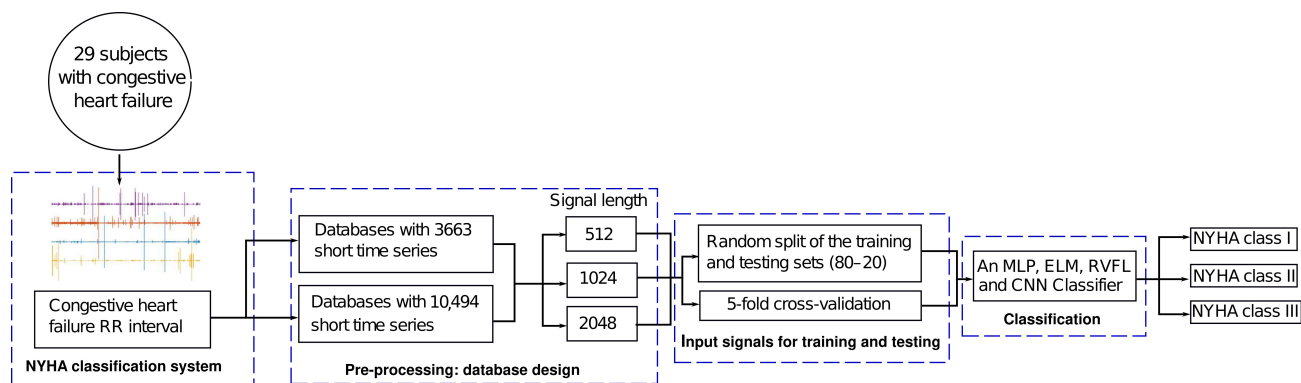 29 subjects
with congestive
heart failure
Congestive heart
failure RR interval
NYHA classification system
Databases with 3663
short time series
Databases with 10,494
short time series
Signal length
512
1024
2048
Pre-processing: database design
Random split of the training
and testing sets (80–20)
5-fold cross-validation
Input signals for training and testing
An MLP, ELM, RVFL
and CNN Classifier
Classification
NYHA class I
NYHA class II
NYHA class III